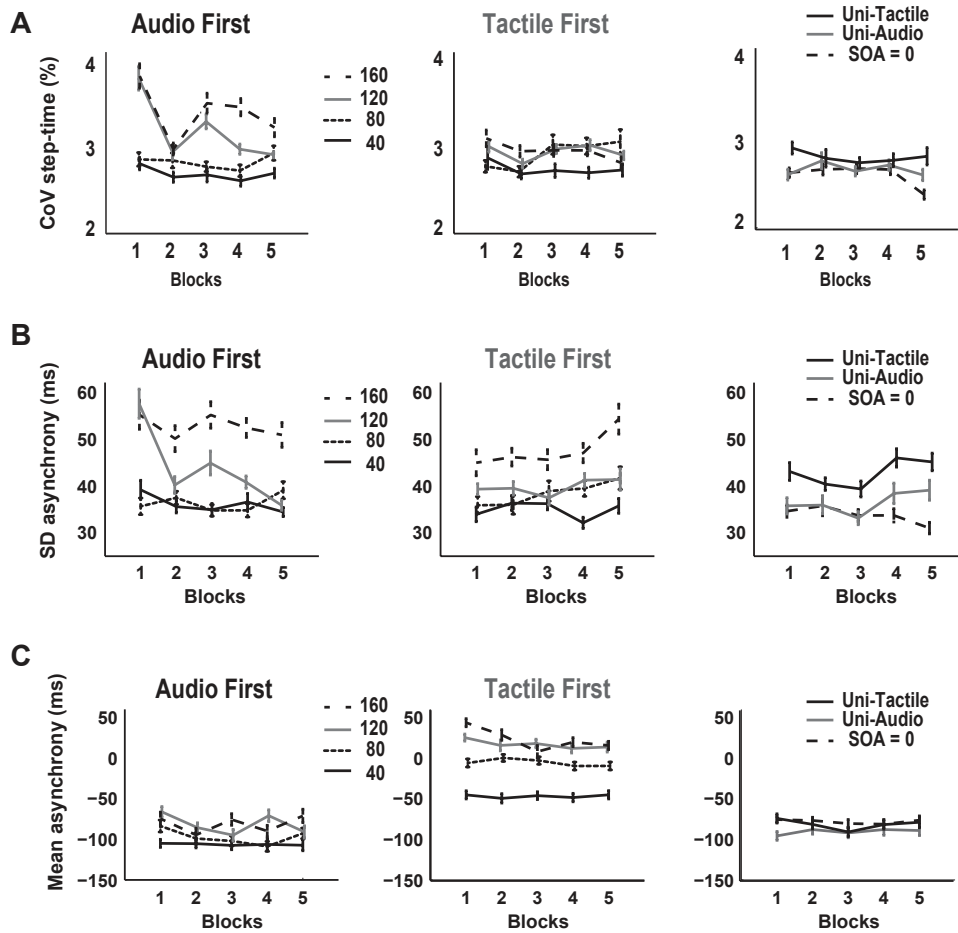 A
Audio First
Tactile First
Uni-Tactile
Uni-Audio
SOA = 0
CoV step-time (%)
4
3
2
1 2 3 4 5
Blocks
160
120
80
40
4
3
2
1 2 3 4 5
Blocks
4
3
2
1 2 3 4 5
Blocks
B
Audio First
Tactile First
Uni-Tactile
Uni-Audio
SOA = 0
SD asynchrony (ms)
60
50
40
30
1 2 3 4 5
Blocks
160
120
80
40
60
50
40
30
1 2 3 4 5
Blocks
60
50
40
30
1 2 3 4 5
Blocks
C
Audio First
Tactile First
Uni-Tactile
Uni-Audio
SOA = 0
Mean asynchrony (ms)
50
0
−50
−100
−150
1 2 3 4 5
Blocks
160
120
80
40
50
0
−50
−100
−150
1 2 3 4 5
Blocks
50
0
−50
−100
−150
1 2 3 4 5
Blocks